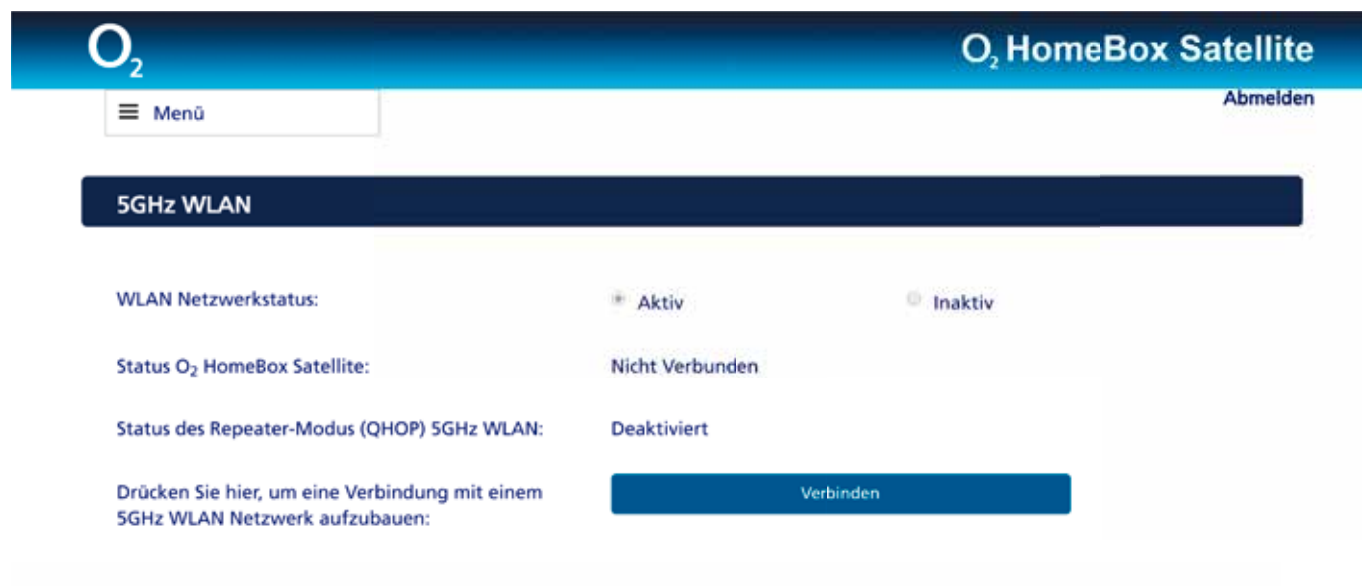 O₂
O₂ HomeBox Satellite
≡ Menü
Abmelden
5GHz WLAN
WLAN Netzwerkstatus: Aktiv Inaktiv
Status O₂ HomeBox Satellite: Nicht Verbunden
Status des Repeater-Modus (QHOP) 5GHz WLAN: Deaktiviert
Drücken Sie hier, um eine Verbindung mit einem
5GHz WLAN Netzwerk aufzubauen:
Verbinden